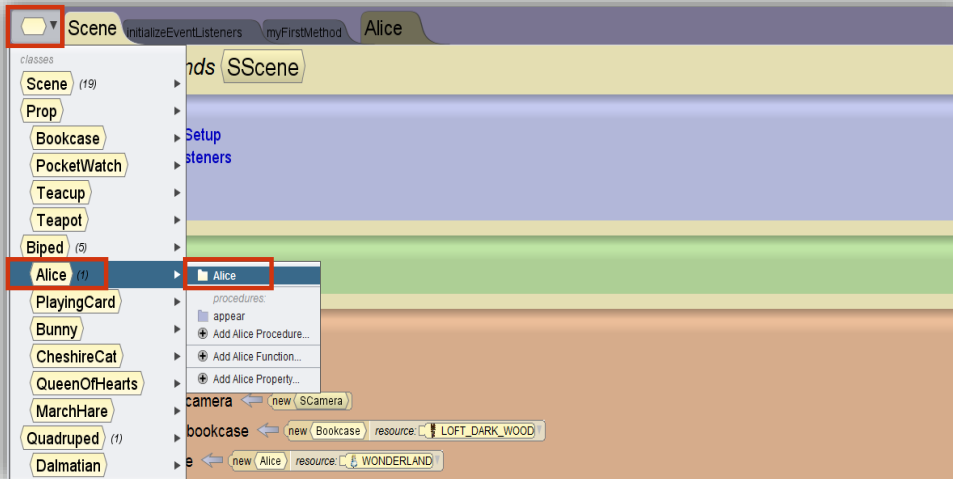 Scene initializeEventListeners myFirstMethod Alice
classes
nds SScene
Scene (19)
Prop
Bookcase
Setup
PocketWatch
steners
Teacup
Teapot
Biped (5)
Alice (1)
Alice
PlayingCard
procedures:
Bunny
appear
Add Alice Procedure...
CheshireCat
Add Alice Function...
QueenOfHearts
Add Alice Property...
MarchHare
camera new SCamera
Quadruped (1)
bookcase new Bookcase resource: LOFT_DARK_WOOD
Dalmatian
e new Alice resource: WONDERLAND